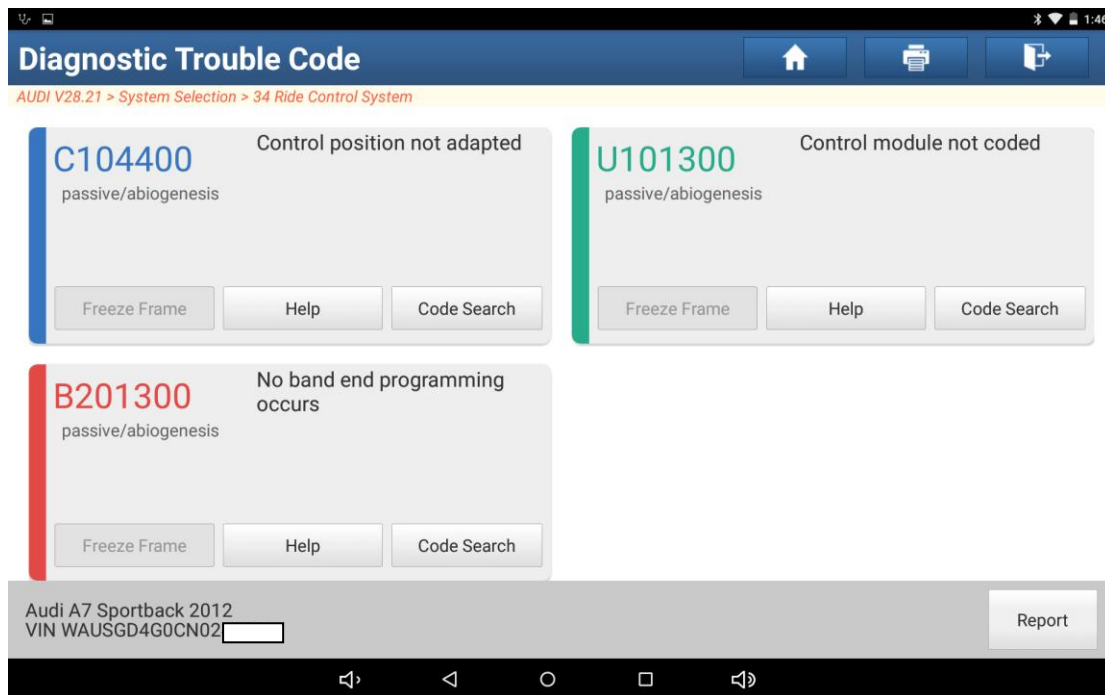 1:46
Diagnostic Trouble Code
AUDI V28.21 > System Selection > 34 Ride Control System
C104400
Control position not adapted
passive/abiogenesis
Freeze Frame
Help
Code Search
U101300
Control module not coded
passive/abiogenesis
Freeze Frame
Help
Code Search
B201300
No band end programming
occurs
passive/abiogenesis
Freeze Frame
Help
Code Search
Audi A7 Sportback 2012
VIN WAUSGD4G0CN02
Report